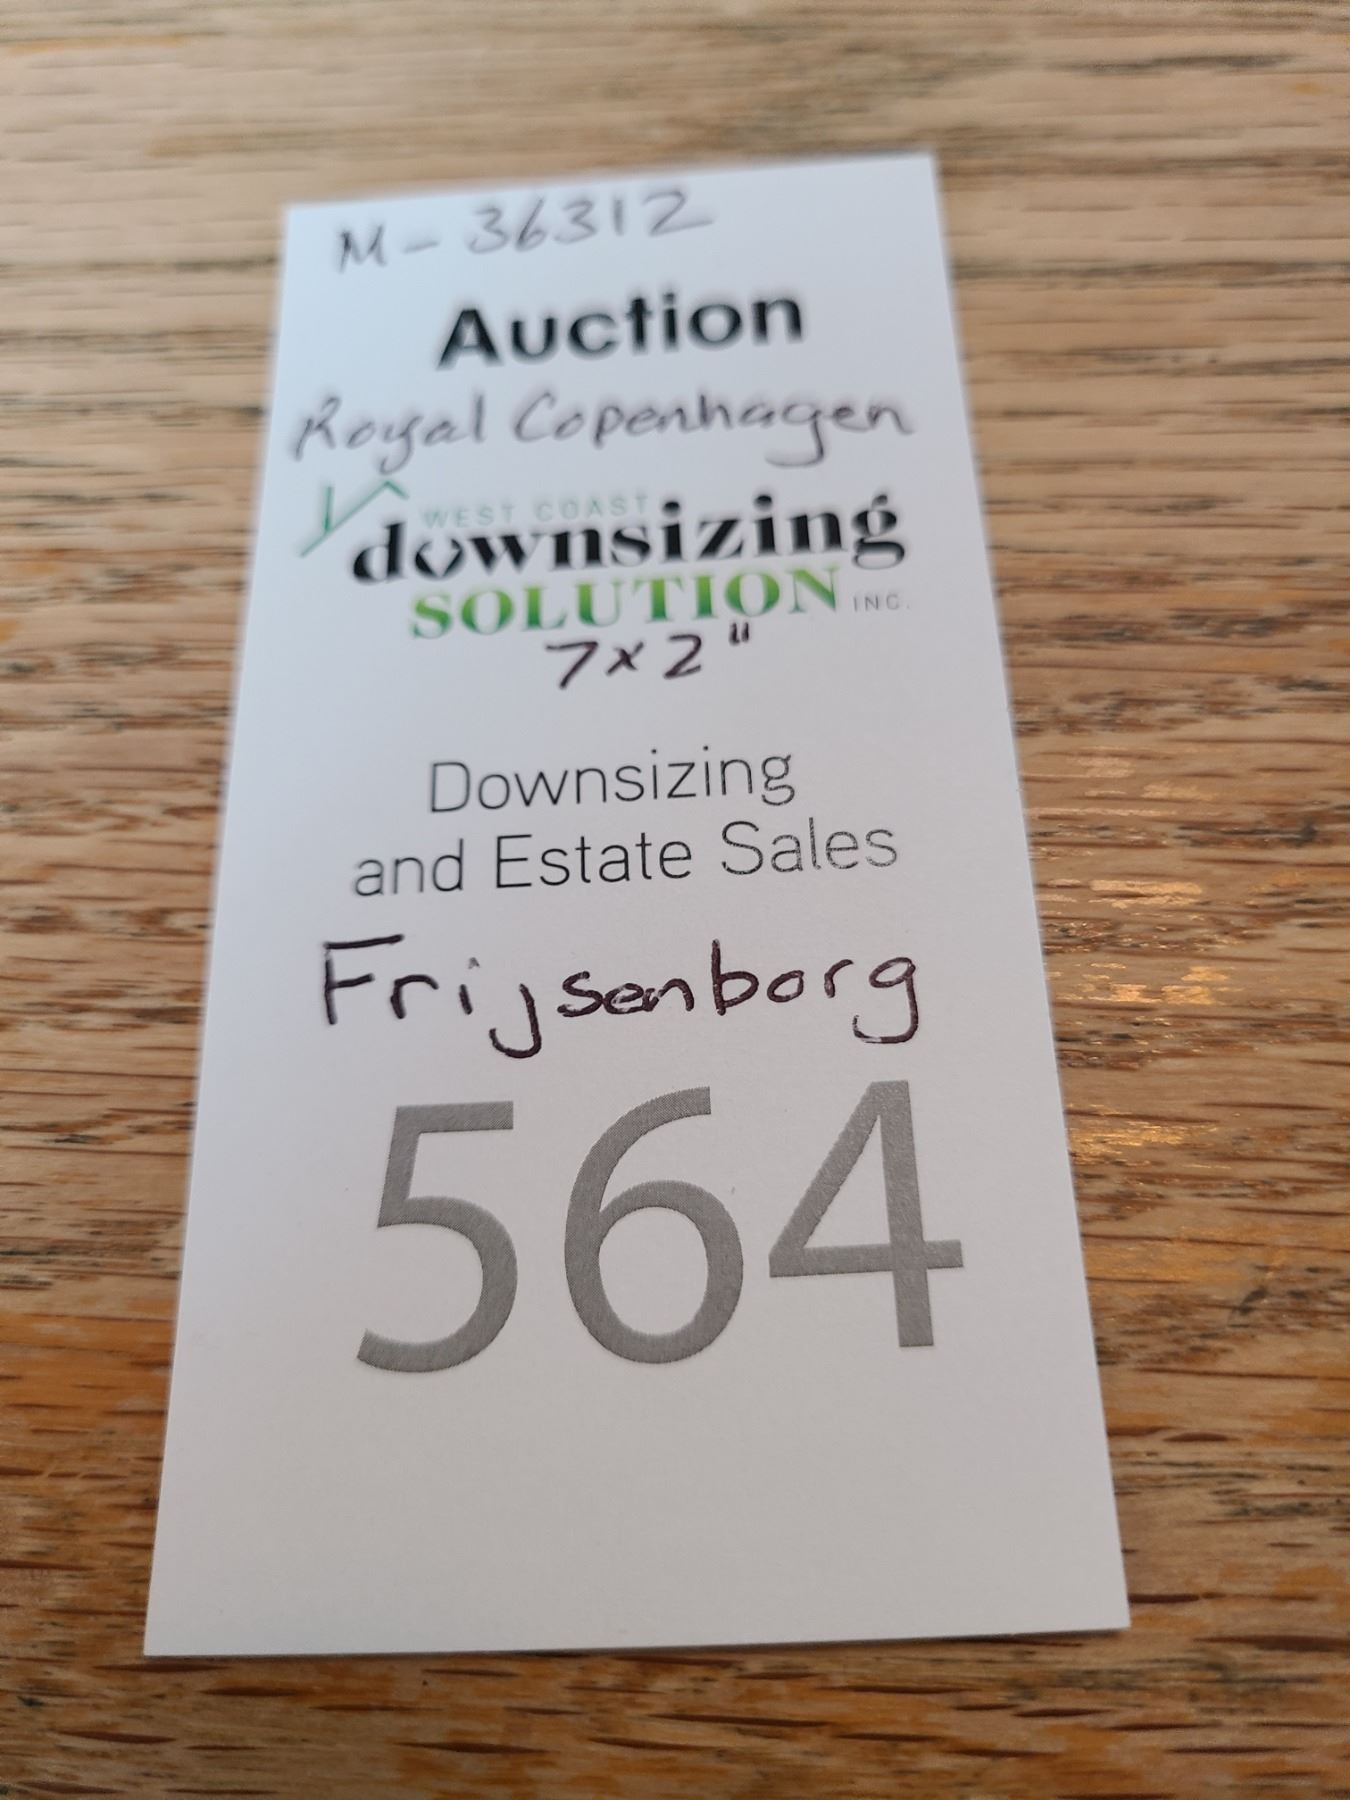 M-36312
Auction
Royal Copenhagen
WEST COAST
downsizing
SOLUTION INC.
7x2"
Downsizing
and Estate Sales
Frijsenborg
564